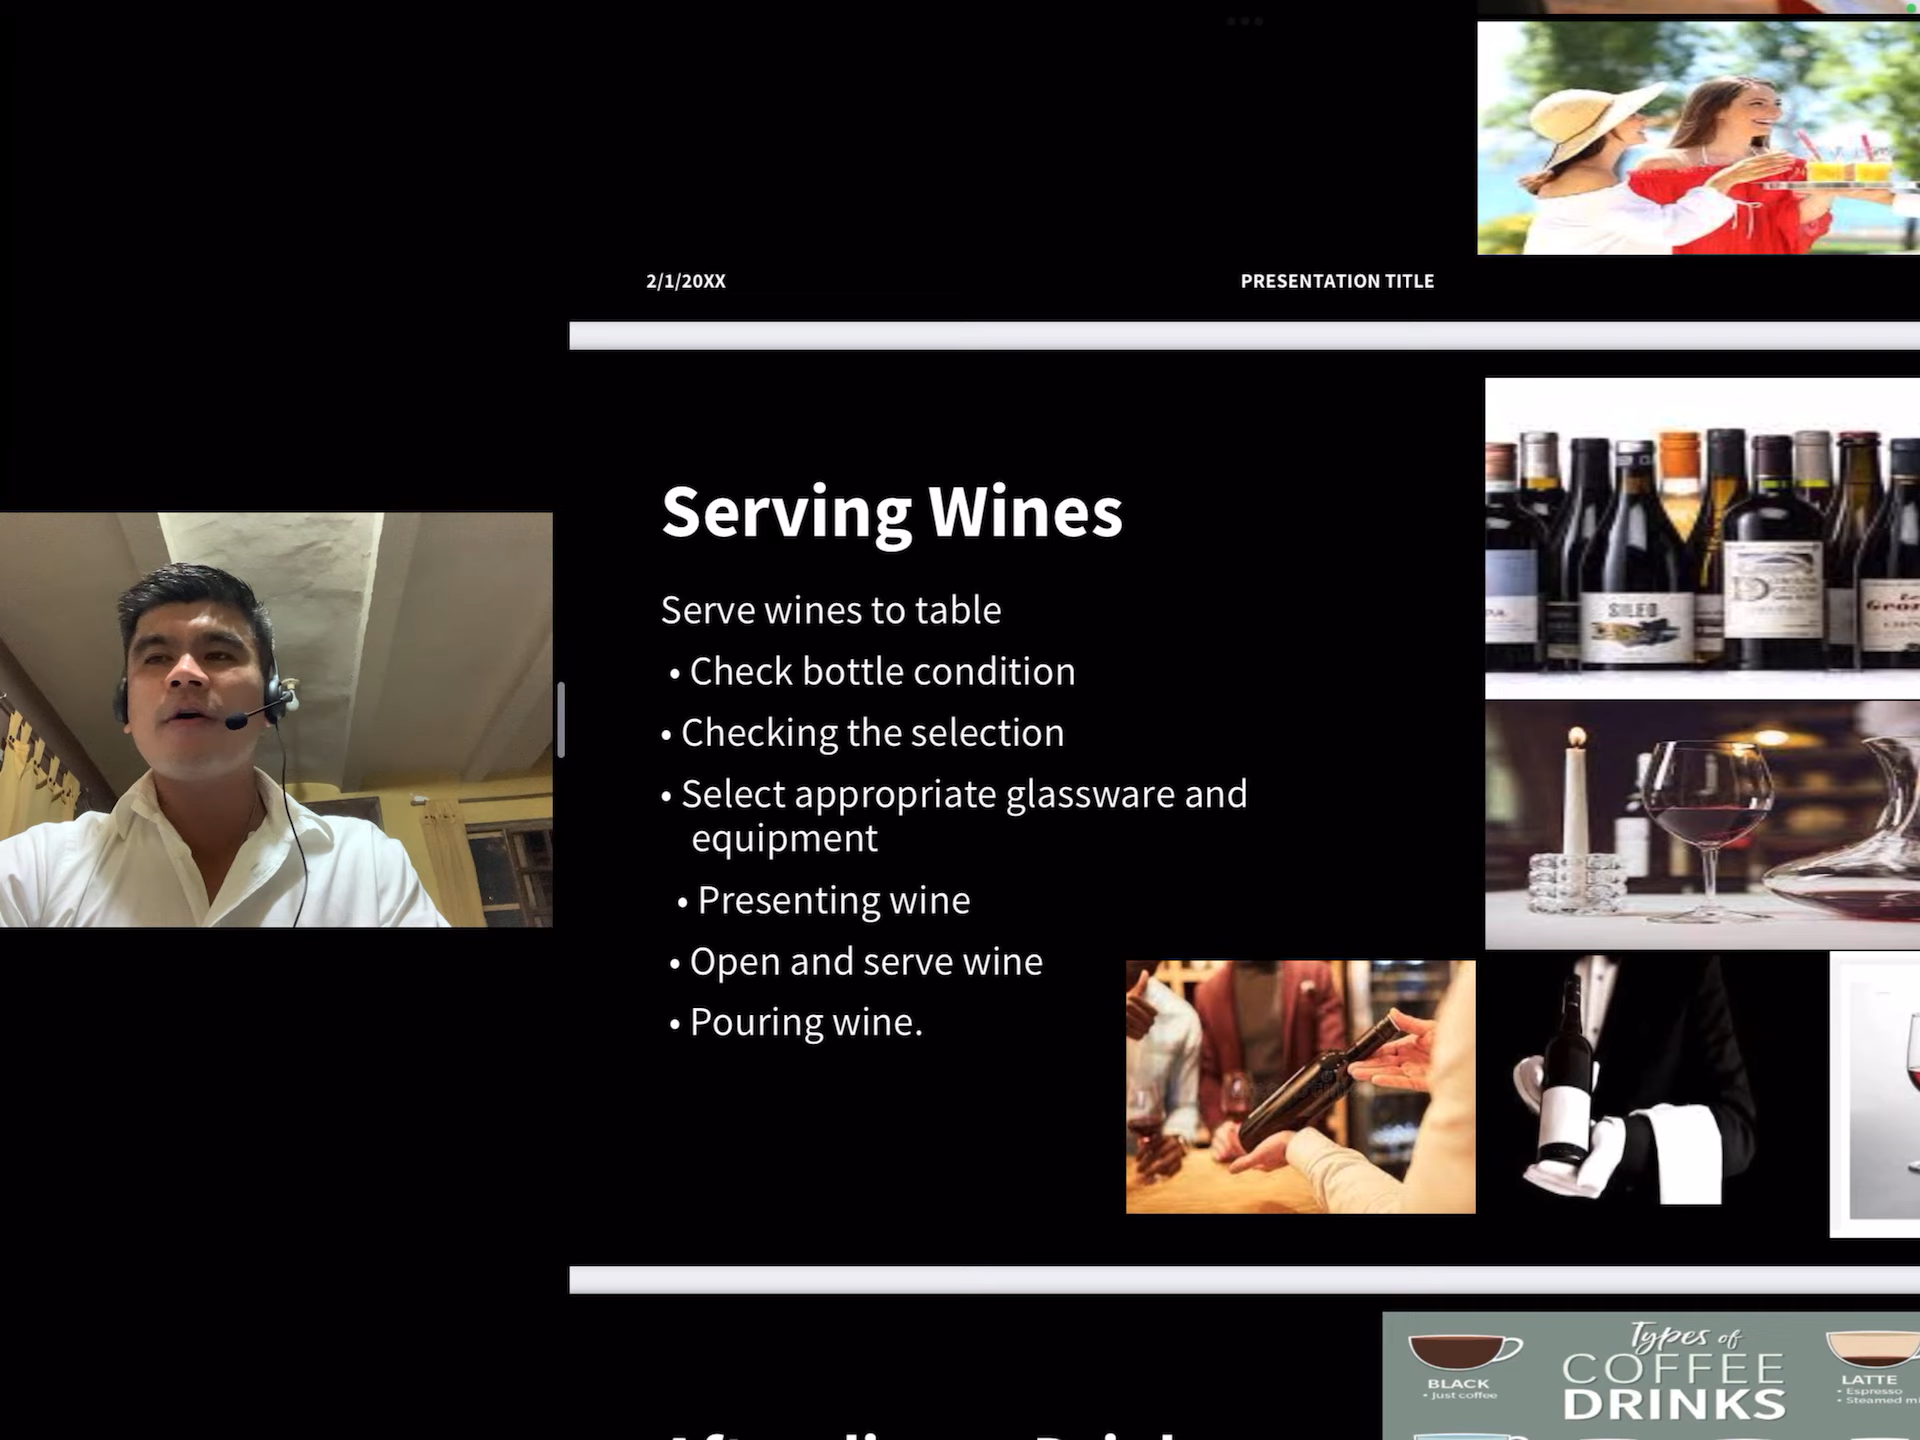 2/1/20XX
PRESENTATION TITLE
Serving Wines
Serve wines to table
• Check bottle condition
• Checking the selection
• Select appropriate glassware and
equipment
• Presenting wine
• Open and serve wine
• Pouring wine.
SILEO
Types of
COFFEE
DRINKS
BLACK
• Just coffee
LATTE
• Espresso
• Steamed